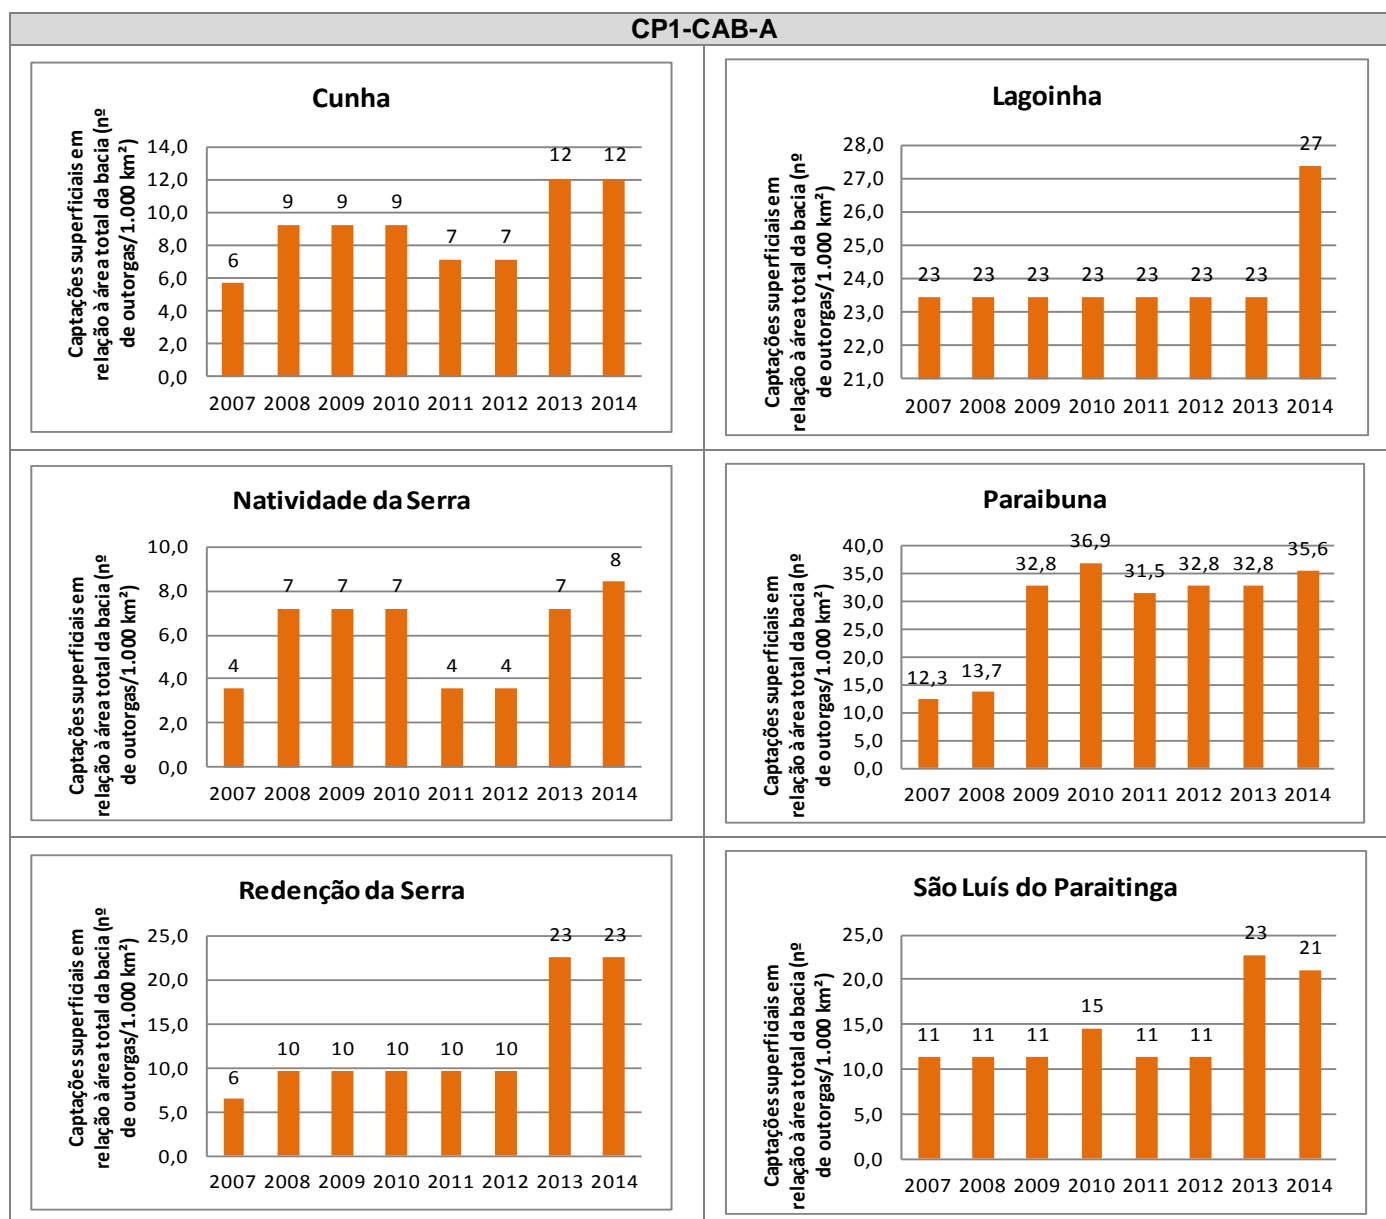 CP1-CAB-A
Cunha
Captações superficiais em
relação à área total da bacia (nº
de outorgas/1.000 km²)
14,0
12,0
10,0
8,0
6,0
4,0
2,0
0,0
6
9
9
9
7
7
12
12
2007 2008 2009 2010 2011 2012 2013 2014
Lagoinha
Captações superficiais em
relação à área total da bacia (nº
de outorgas/1.000 km²)
28,0
27,0
26,0
25,0
24,0
23,0
22,0
21,0
23
23
23
23
23
23
23
27
2007 2008 2009 2010 2011 2012 2013 2014
Natividade da Serra
Captações superficiais em
relação à área total da bacia (nº
de outorgas/1.000 km²)
10,0
8,0
6,0
4,0
2,0
0,0
4
7
7
7
4
4
7
8
2007 2008 2009 2010 2011 2012 2013 2014
Paraibuna
Captações superficiais em
relação à área total da bacia (nº
de outorgas/1.000 km²)
40,0
35,0
30,0
25,0
20,0
15,0
10,0
5,0
0,0
12,3
13,7
32,8
36,9
31,5
32,8
32,8
35,6
2007 2008 2009 2010 2011 2012 2013 2014
Redenção da Serra
Captações superficiais em
relação à área total da bacia (nº
de outorgas/1.000 km²)
25,0
20,0
15,0
10,0
5,0
0,0
6
10
10
10
10
10
23
23
2007 2008 2009 2010 2011 2012 2013 2014
São Luís do Paraitinga
Captações superficiais em
relação à área total da bacia (nº
de outorgas/1.000 km²)
25,0
20,0
15,0
10,0
5,0
0,0
11
11
11
15
11
11
23
21
2007 2008 2009 2010 2011 2012 2013 2014